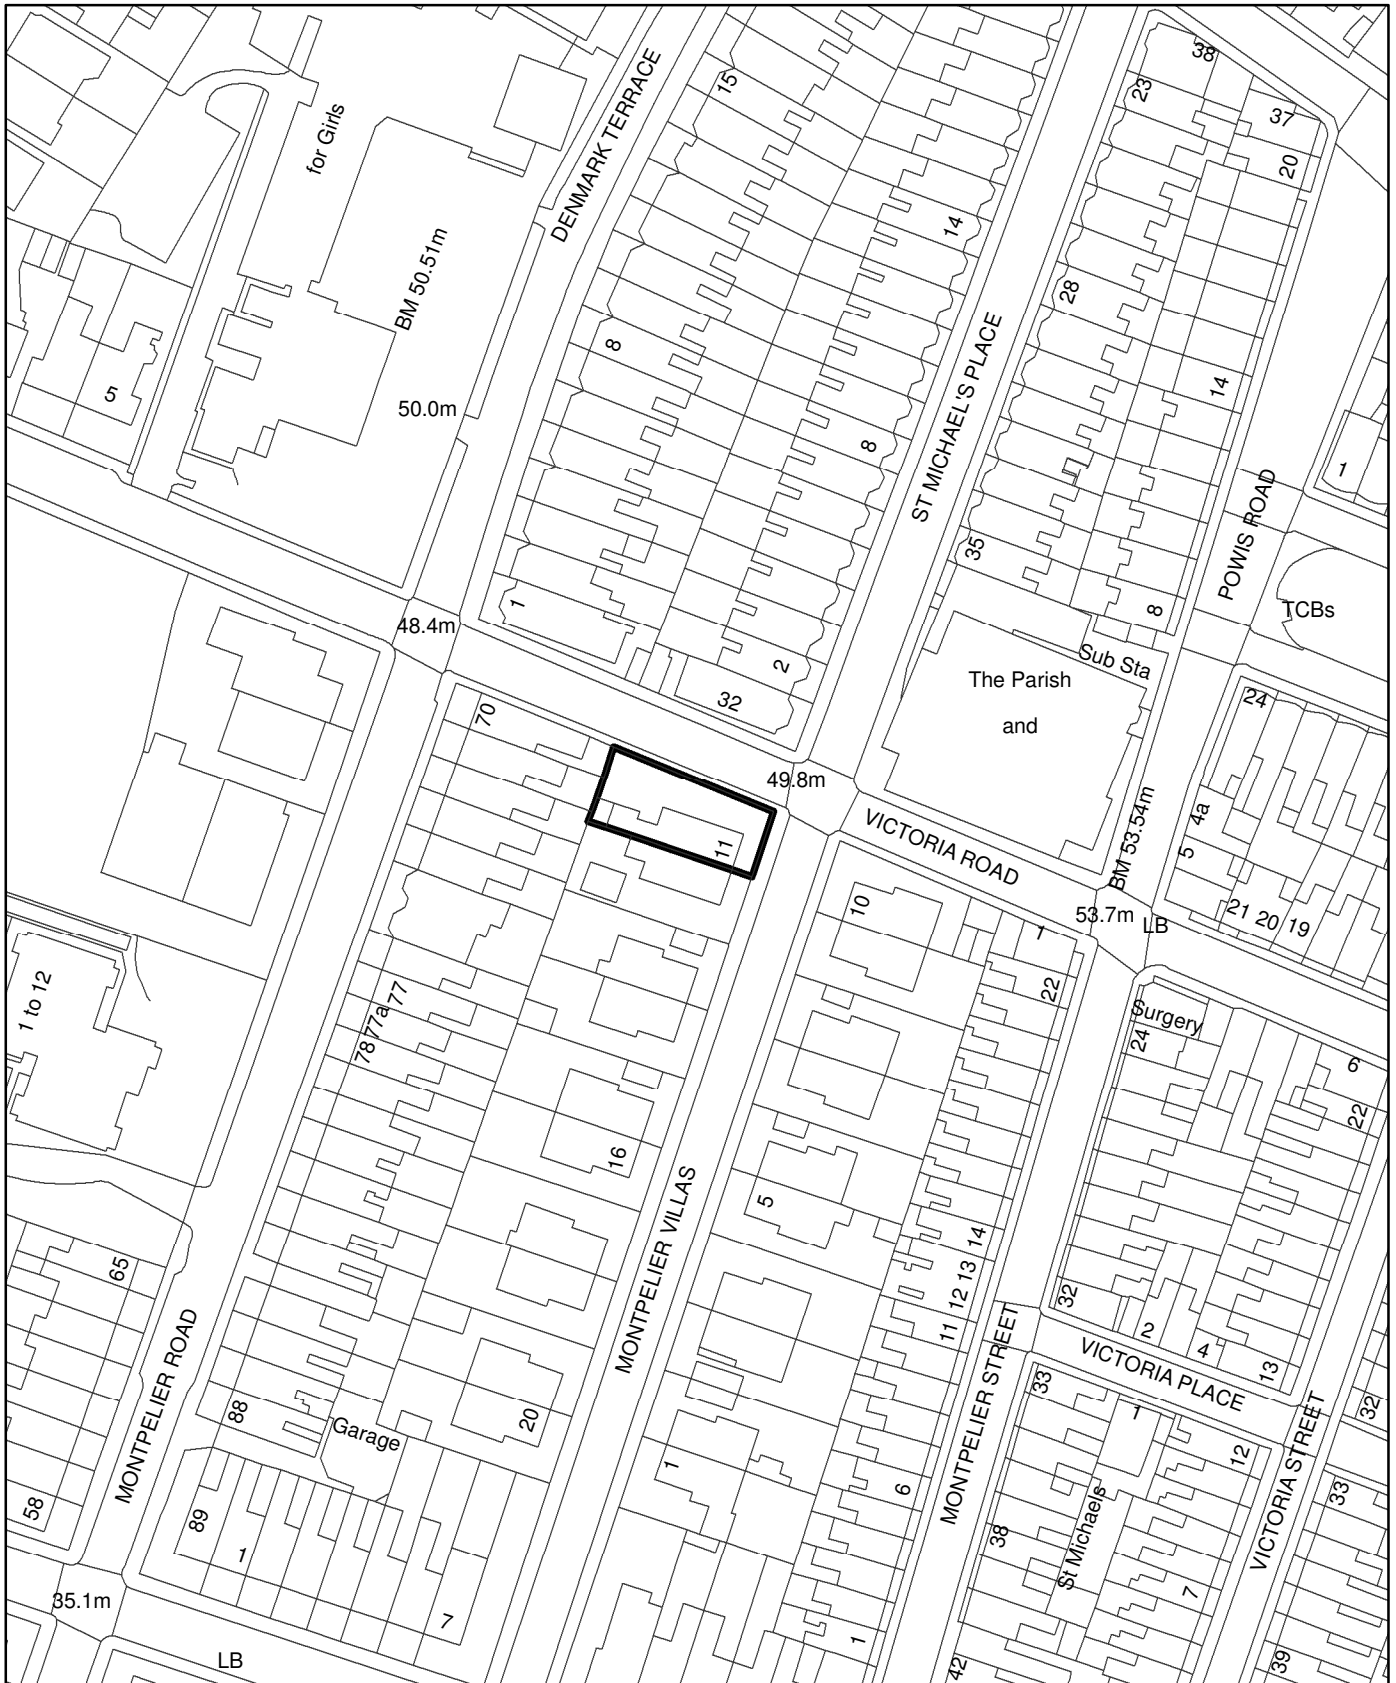 38
15
23
37
for Girls
DENMARK TERRACE
20
14
BM 50.51m
28
8
5
14
50.0m
ST MICHAEL'S PLACE
8
1
POWIS ROAD
35
1
8
TCBs
48.4m
2
Sub Sta
The Parish
and
32
24
70
49.8m
11
VICTORIA ROAD
BM 53.54m
4a
5
10
21
20
19
53.7m
LB
1
22
1 to 12
77
77a
78
Surgery
24
6
22
16
5
MONTPELIER VILLAS
14
13
12
11
65
32
2
4
13
VICTORIA PLACE
MONTPELIER ROAD
MONTPELIER STREET
33
1
32
88
Garage
20
12
VICTORIA STREET
1
6
33
58
89
1
38
St Michaels
7
35.1m
7
1
LB
42
39